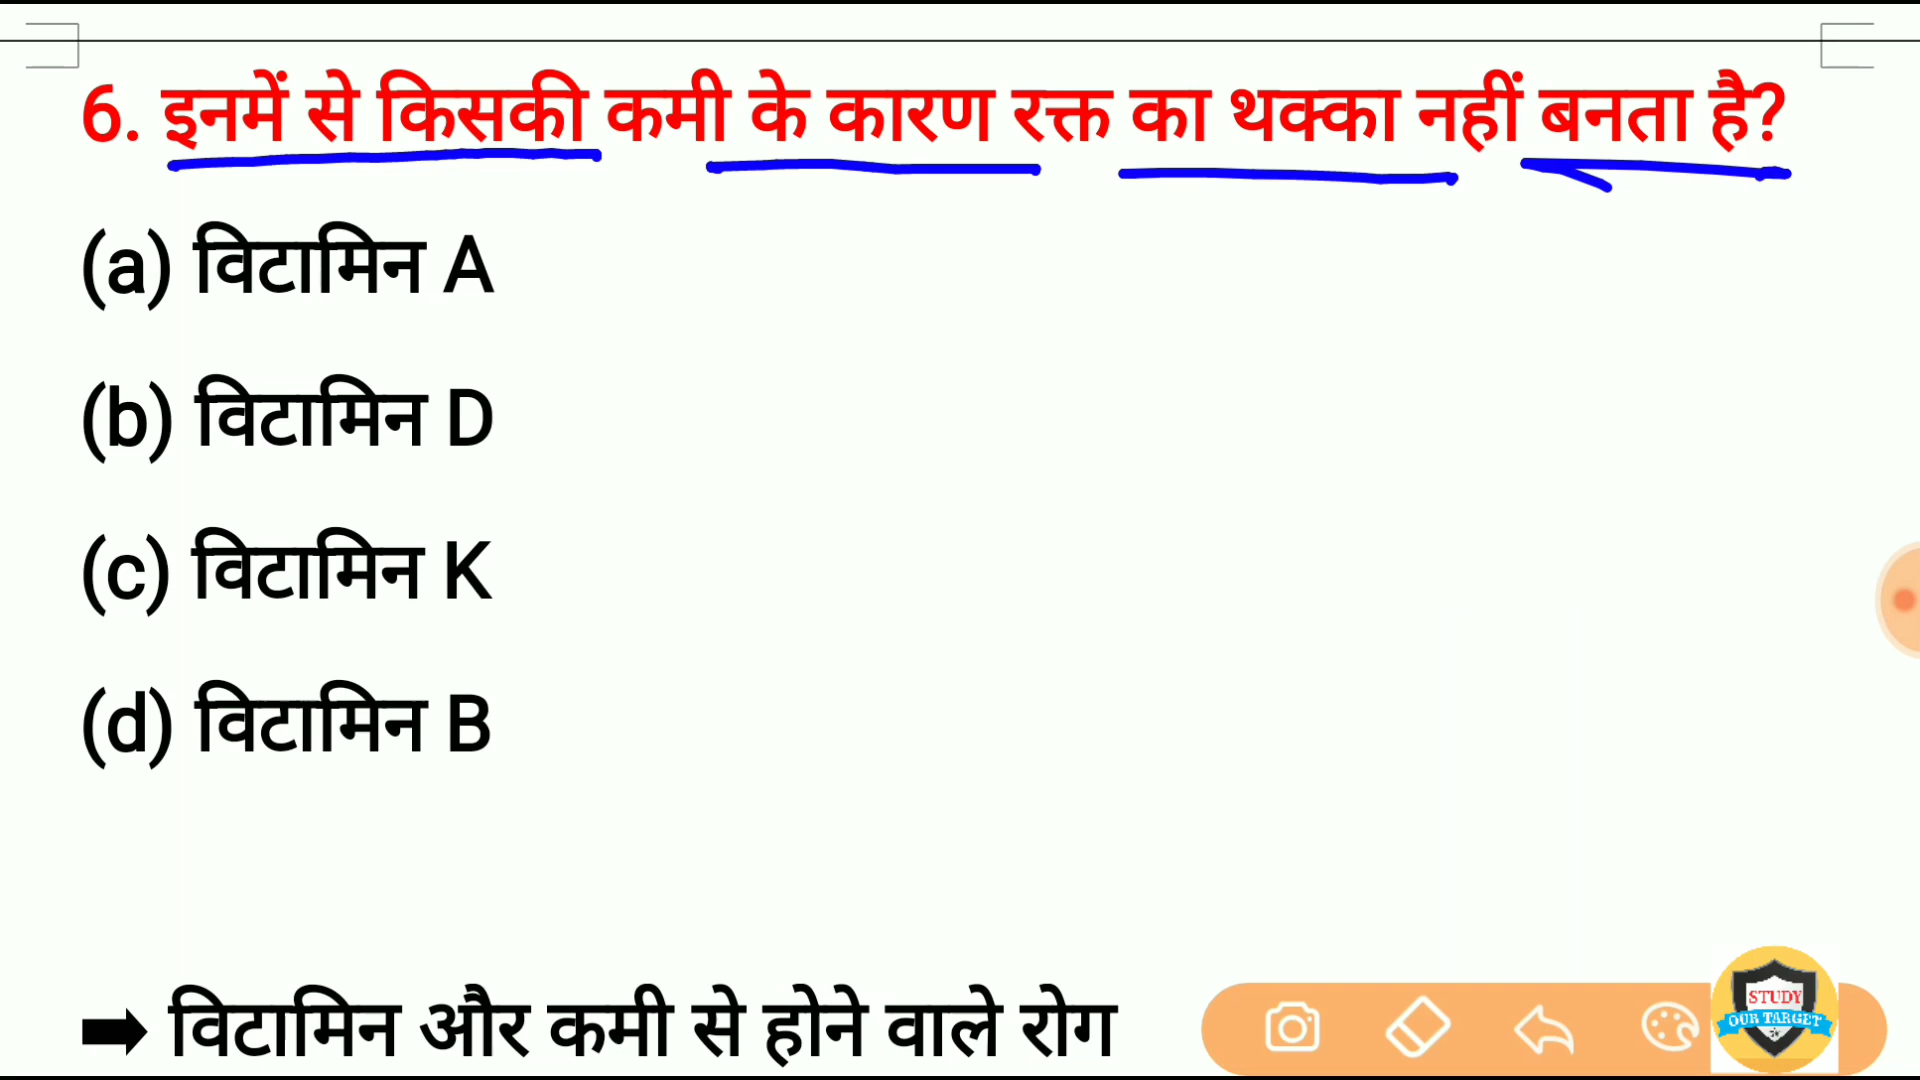 6. इनमें से किसकी कमी के कारण रक्त का थक्का नहीं बनता है?
(a) विटामिन A
(b) विटामिन D
(c) विटामिन K
(d) विटामिन B
➡ विटामिन और कमी से होने वाले रोग
STUDY
OUR TARGET